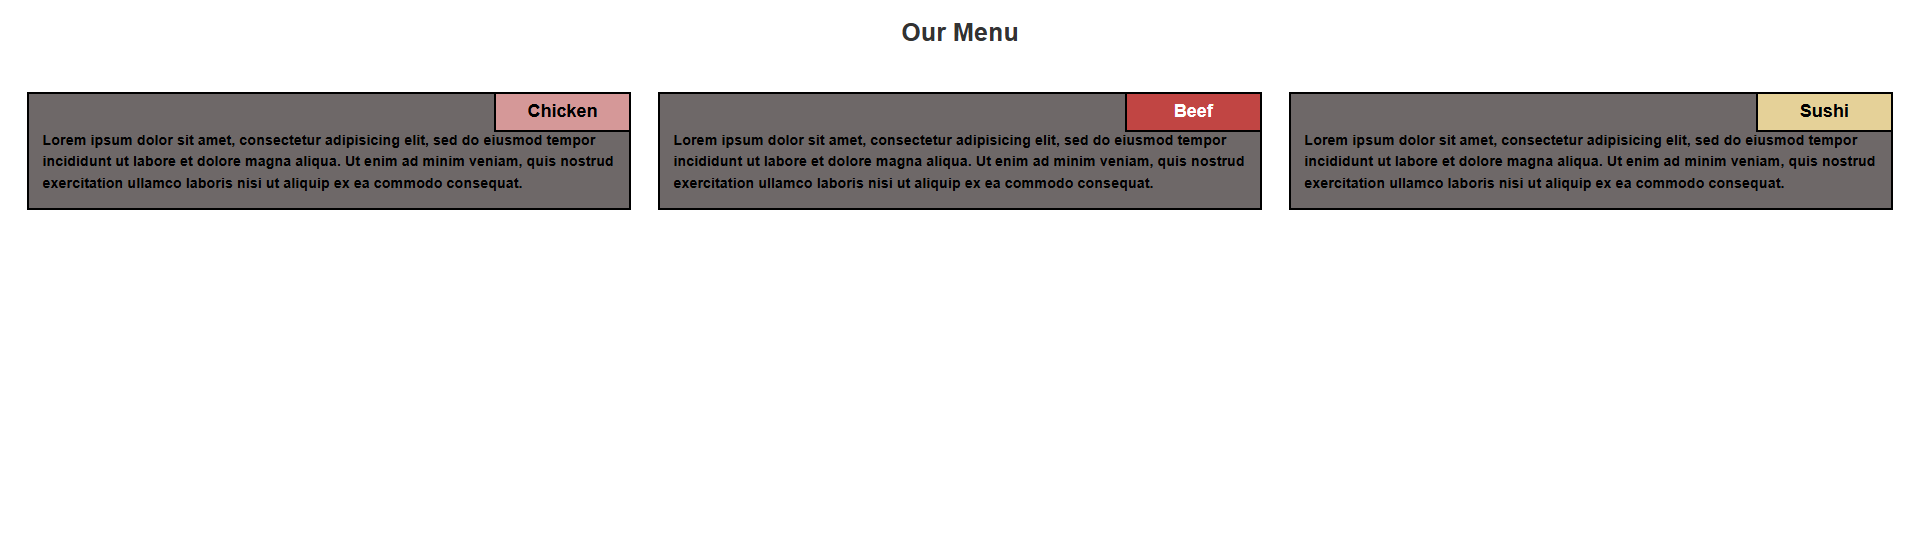 Our Menu
Chicken
Lorem ipsum dolor sit amet, consectetur adipisicing elit, sed do eiusmod tempor
incididunt ut labore et dolore magna aliqua. Ut enim ad minim veniam, quis nostrud
exercitation ullamco laboris nisi ut aliquip ex ea commodo consequat.
Beef
Lorem ipsum dolor sit amet, consectetur adipisicing elit, sed do eiusmod tempor
incididunt ut labore et dolore magna aliqua. Ut enim ad minim veniam, quis nostrud
exercitation ullamco laboris nisi ut aliquip ex ea commodo consequat.
Sushi
Lorem ipsum dolor sit amet, consectetur adipisicing elit, sed do eiusmod tempor
incididunt ut labore et dolore magna aliqua. Ut enim ad minim veniam, quis nostrud
exercitation ullamco laboris nisi ut aliquip ex ea commodo consequat.